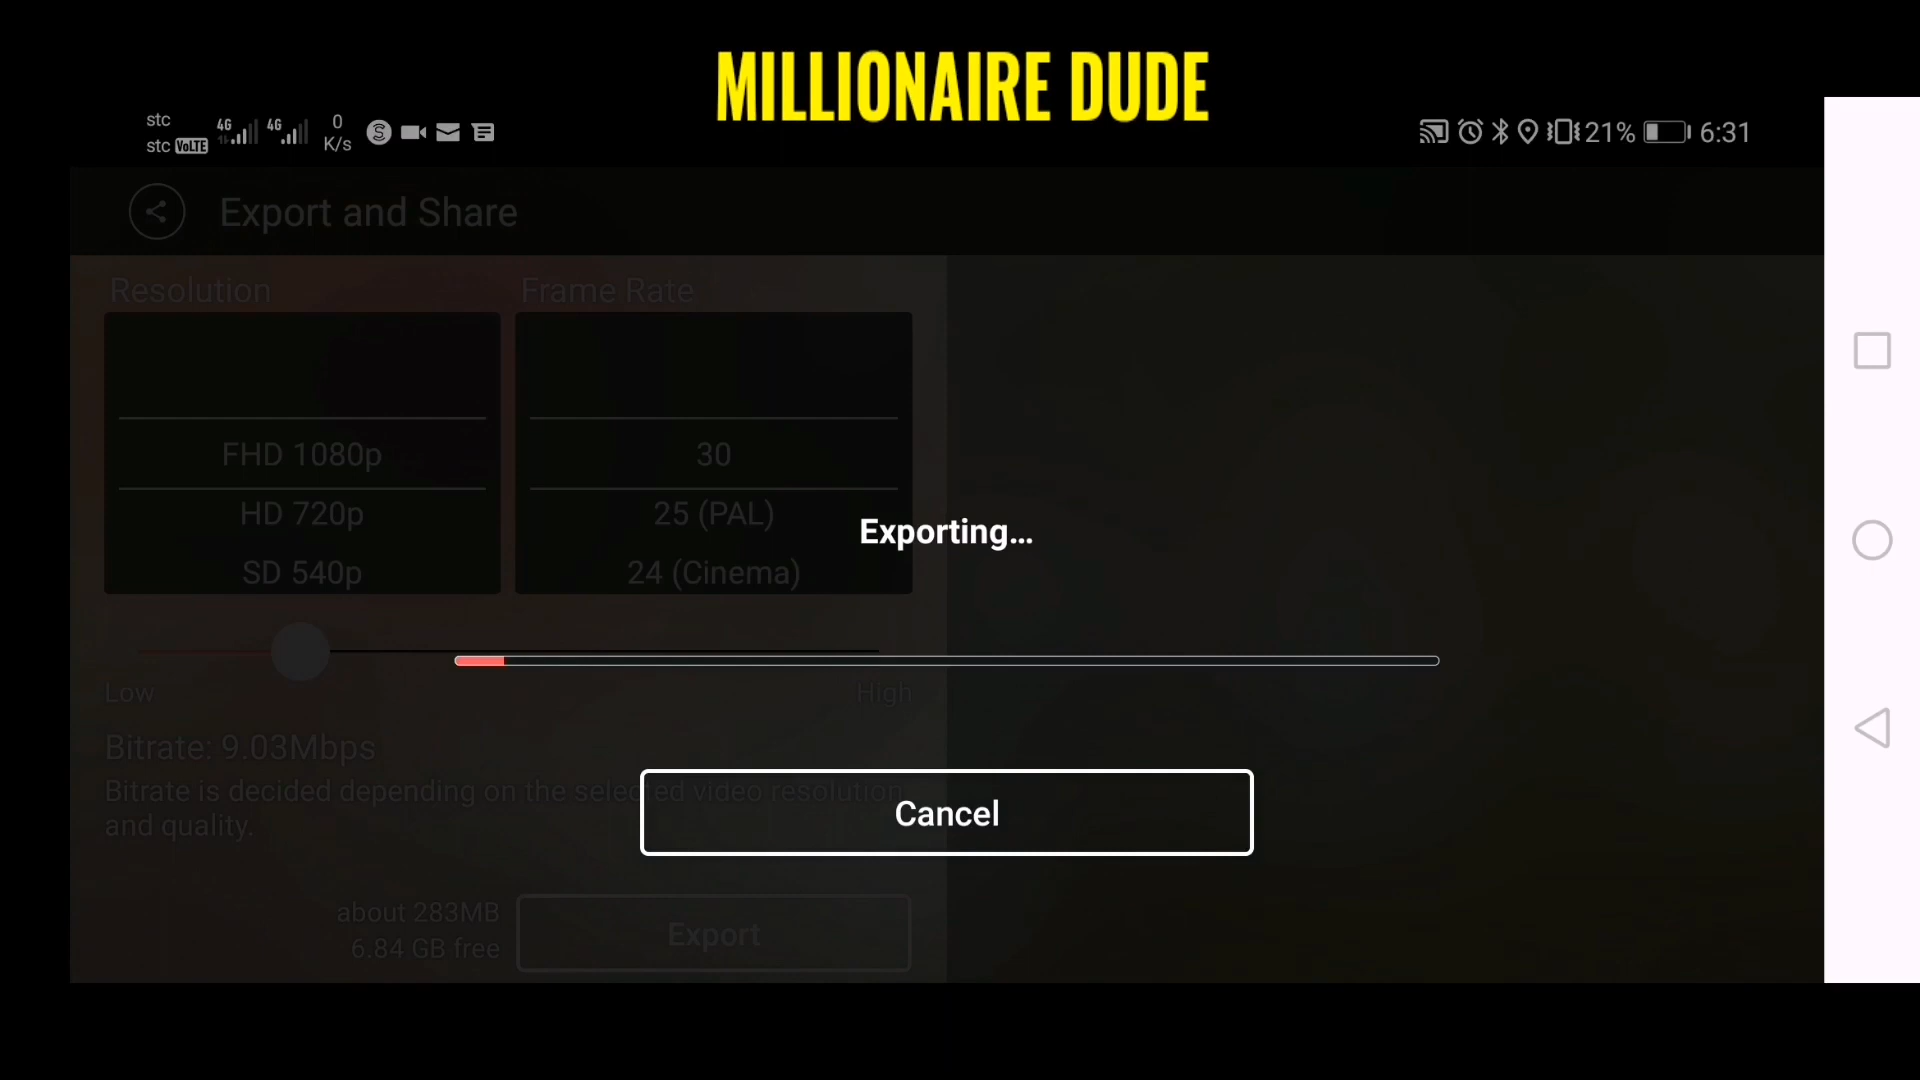 MILLIONAIRE DUDE
stc
stc VoLTE
4G
4G
0
K/s
21%
6:31
Export and Share
Resolution
Frame Rate
FHD 1080p
HD 720p
SD 540p
30
25 (PAL)
24 (Cinema)
Exporting...
Low
High
Bitrate: 9.03Mbps
Bitrate is decided depending on the selected video resolution
and quality.
Cancel
about 283MB
6.84 GB free
Export